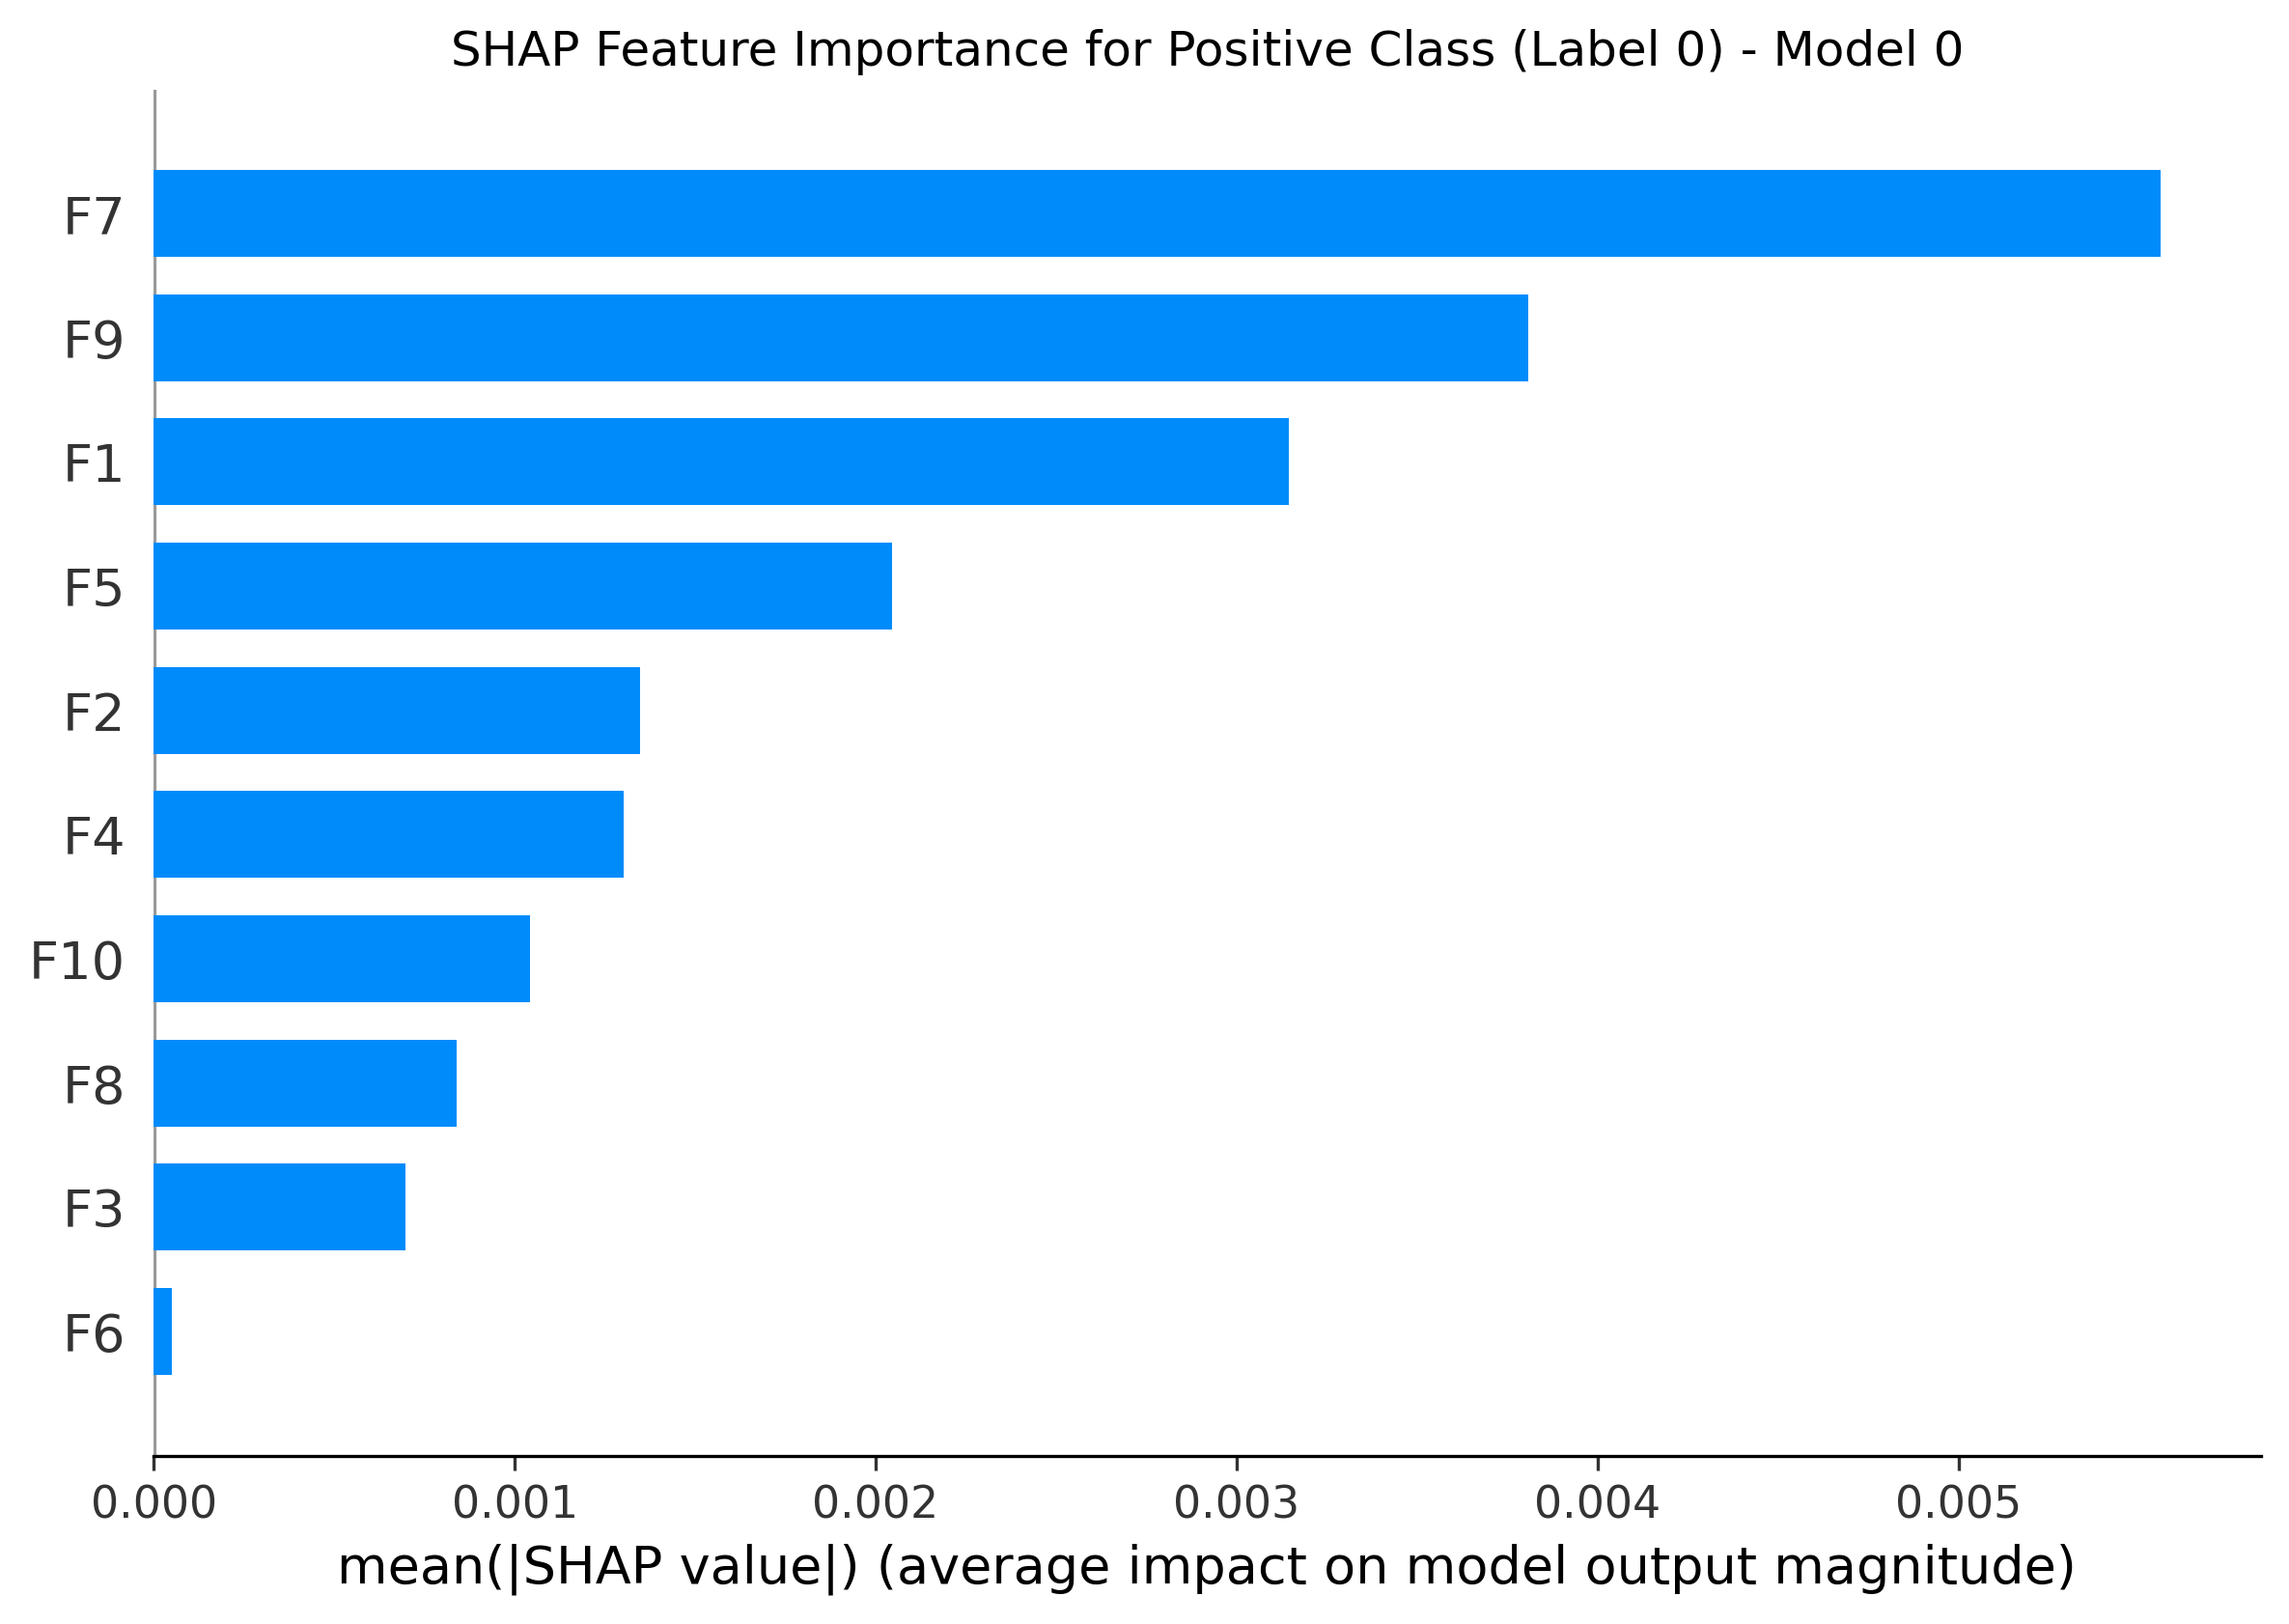 SHAP Feature Importance for Positive Class (Label 0) - Model 0
F7
F9
F1
F5
F2
F4
F10
F8
F3
F6
0.000 0.001 0.002 0.003 0.004 0.005
mean(|SHAP value|) (average impact on model output magnitude)